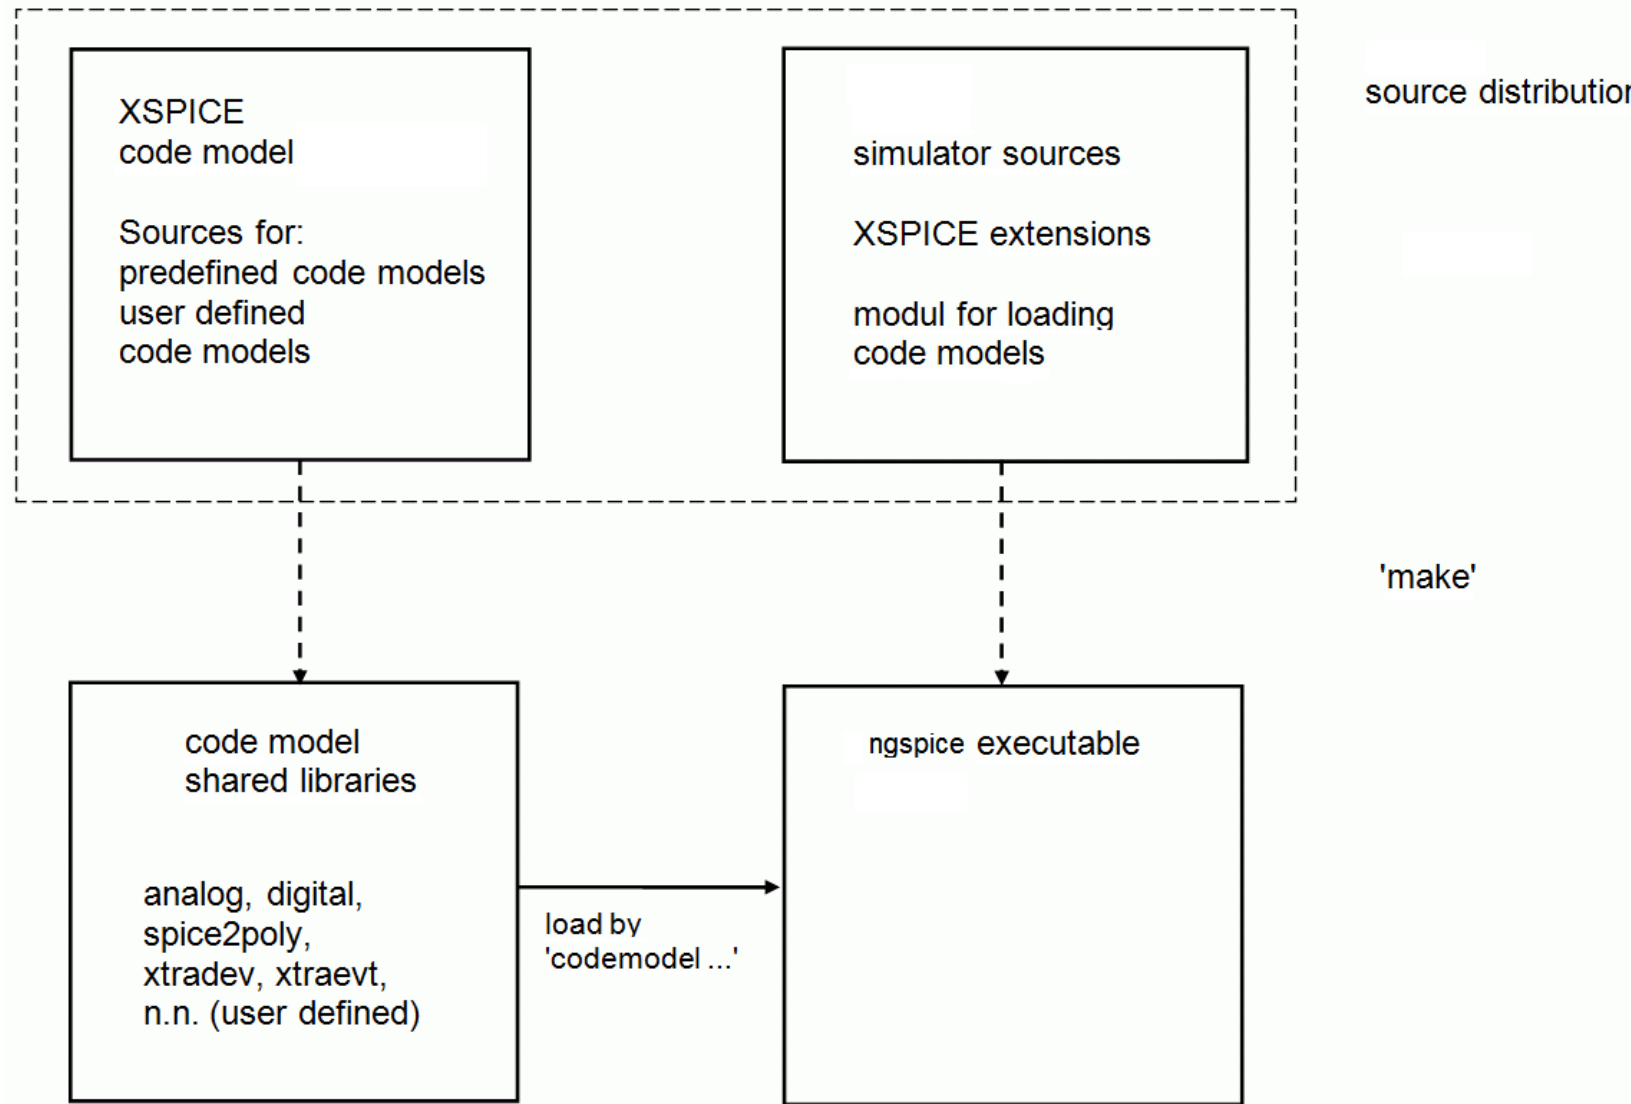 XSPICE
code model
Sources for:
predefined code models
user defined
code models
simulator sources
XSPICE extensions
modul for loading
code models
source distribution
'make'
code model
shared libraries
analog, digital,
spice2poly,
xtradev, xtraevt,
n.n. (user defined)
load by
'codemodel ...'
ngspice executable